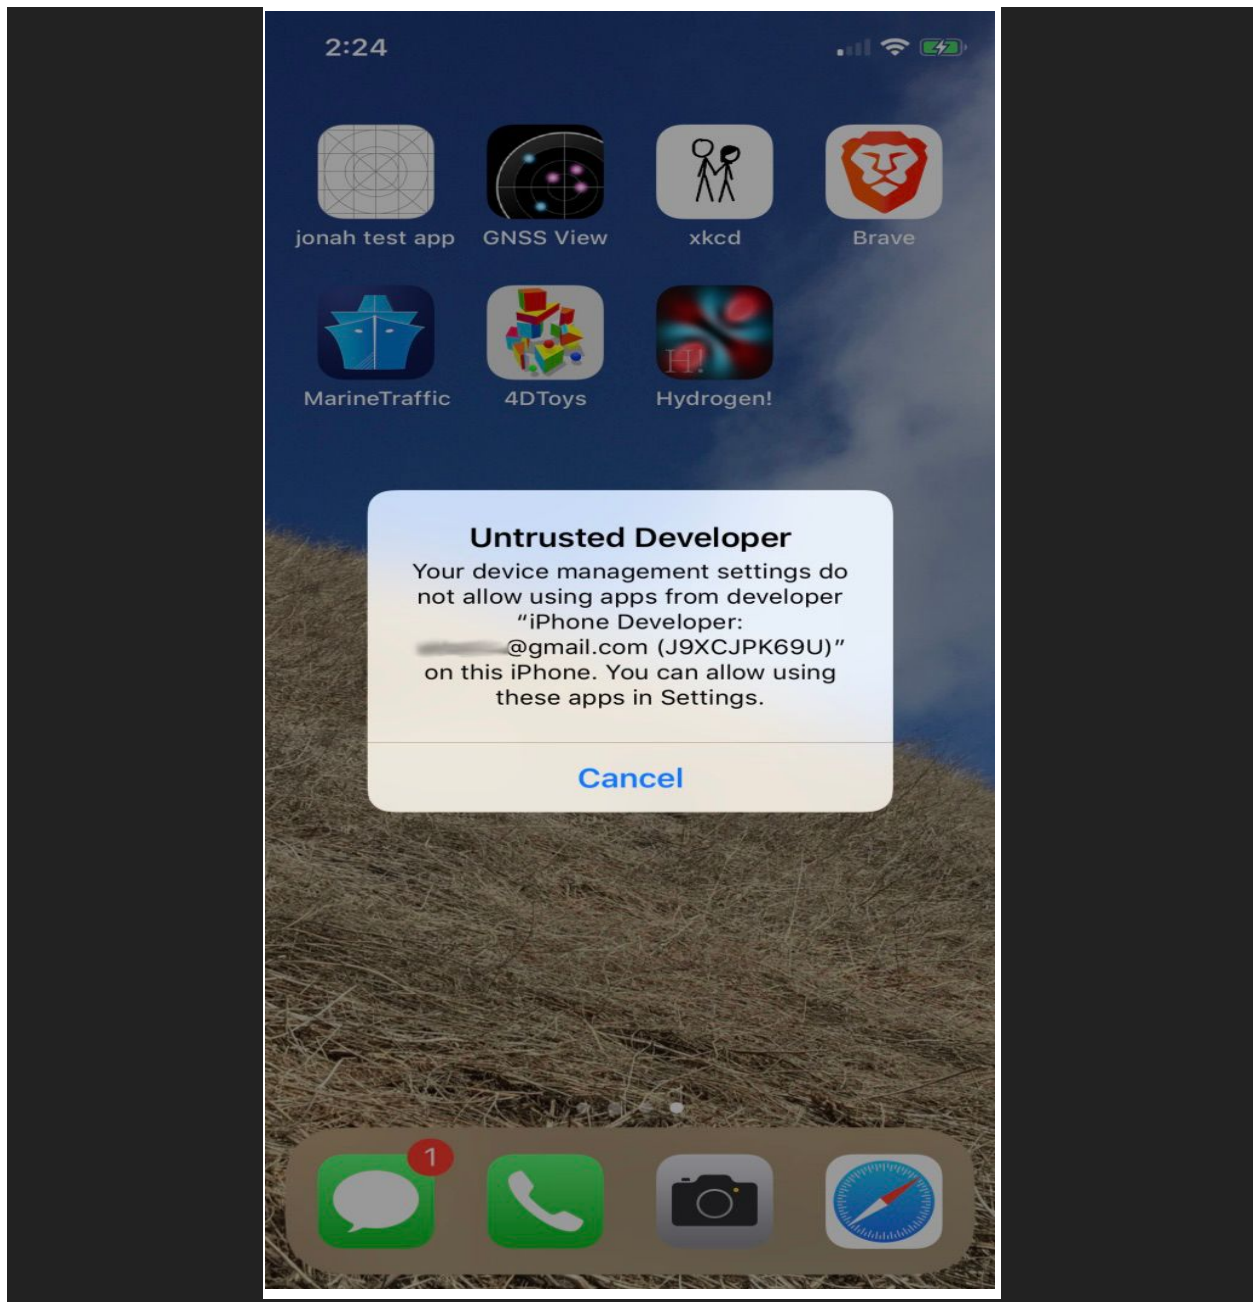 2:24
jonah test app
GNSS View
xkcd
Brave
MarineTraffic
4DToys
H!
Hydrogen!
Untrusted Developer
Your device management settings do
not allow using apps from developer
“iPhone Developer:
@gmail.com (J9XCJPK69U)”
on this iPhone. You can allow using
these apps in Settings.
Cancel
1